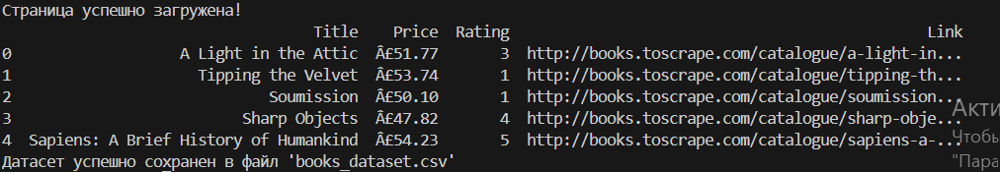 Страница успешно загружена!
Title Price Rating Link
0 A Light in the Attic Â£51.77 3 http://books.toscrape.com/catalogue/a-light-in...
1 Tipping the Velvet Â£53.74 1 http://books.toscrape.com/catalogue/tipping-th...
2 Soumission Â£50.10 1 http://books.toscrape.com/catalogue/soumission...
3 Sharp Objects Â£47.82 4 http://books.toscrape.com/catalogue/sharp-obje...
4 Sapiens: A Brief History of Humankind Â£54.23 5 http://books.toscrape.com/catalogue/sapiens-a-...
Датасет успешно сохранен в файл 'books_dataset.csv'
Акти
Чтобь
"Пара